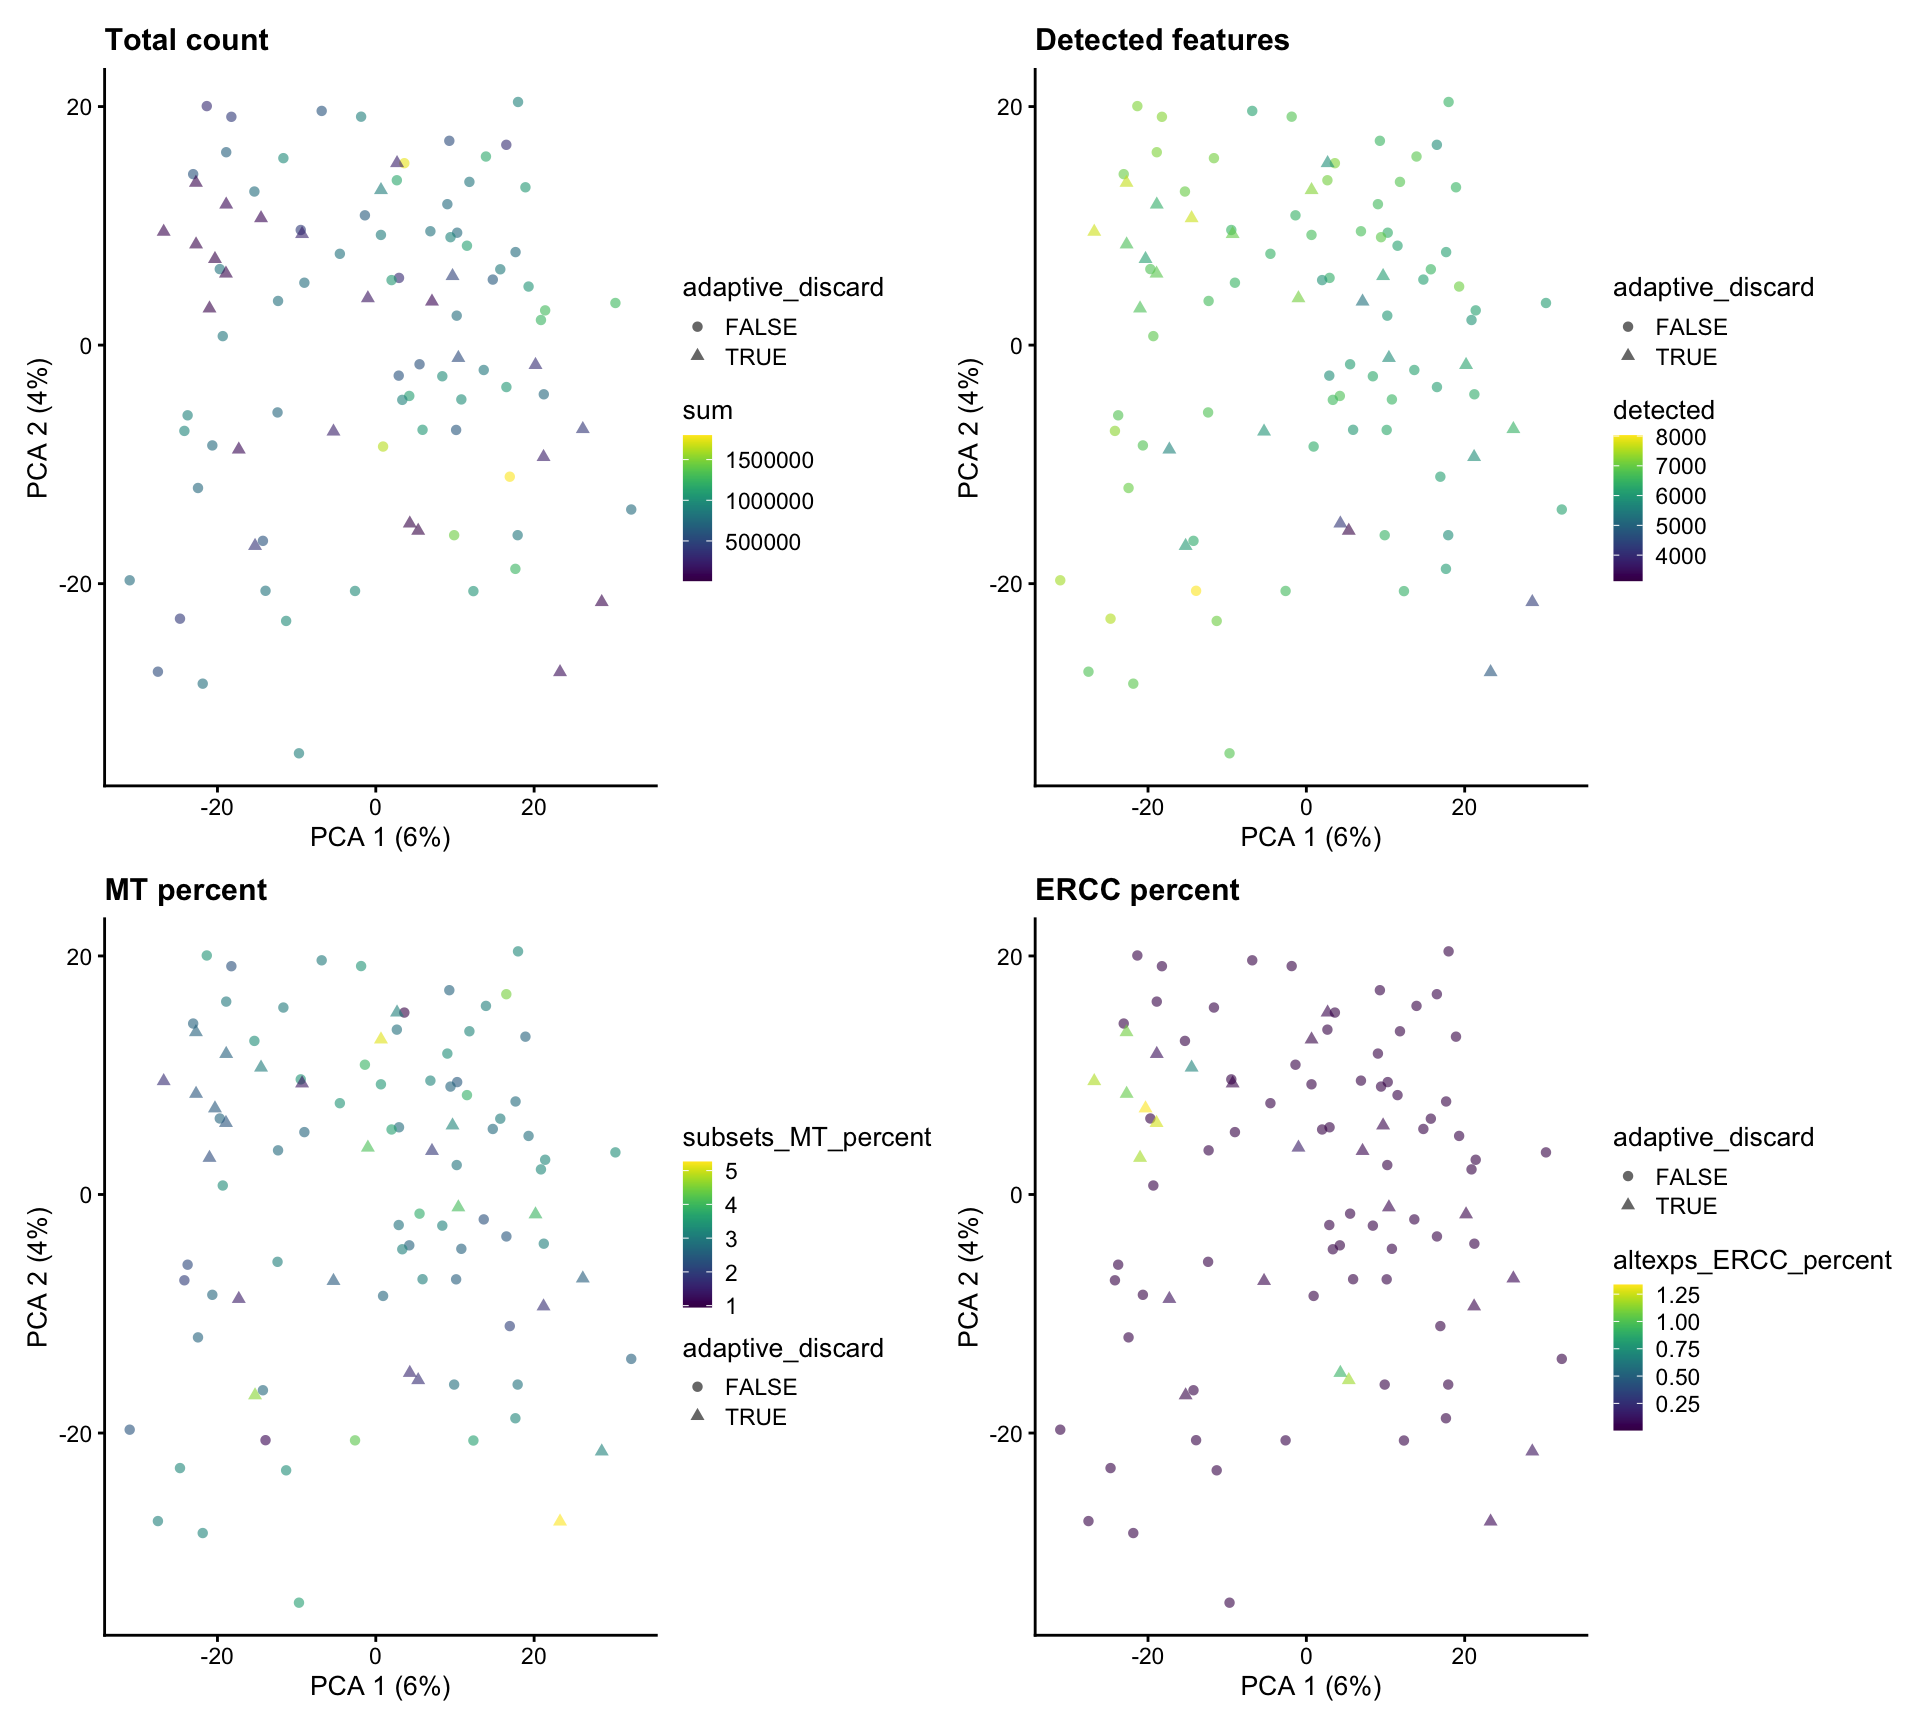 Total count
20
0
-20
-20
0
20
PCA 1 (6%)
PCA 2 (4%)
adaptive_discard
FALSE
TRUE
sum
1500000
1000000
500000
Detected features
20
0
-20
-20
0
20
PCA 1 (6%)
PCA 2 (4%)
adaptive_discard
FALSE
TRUE
detected
8000
7000
6000
5000
4000
MT percent
20
0
-20
-20
0
20
PCA 1 (6%)
PCA 2 (4%)
subsets_MT_percent
5
4
3
2
1
adaptive_discard
FALSE
TRUE
ERCC percent
20
0
-20
-20
0
20
PCA 1 (6%)
PCA 2 (4%)
adaptive_discard
FALSE
TRUE
altexps_ERCC_percent
1.25
1.00
0.75
0.50
0.25